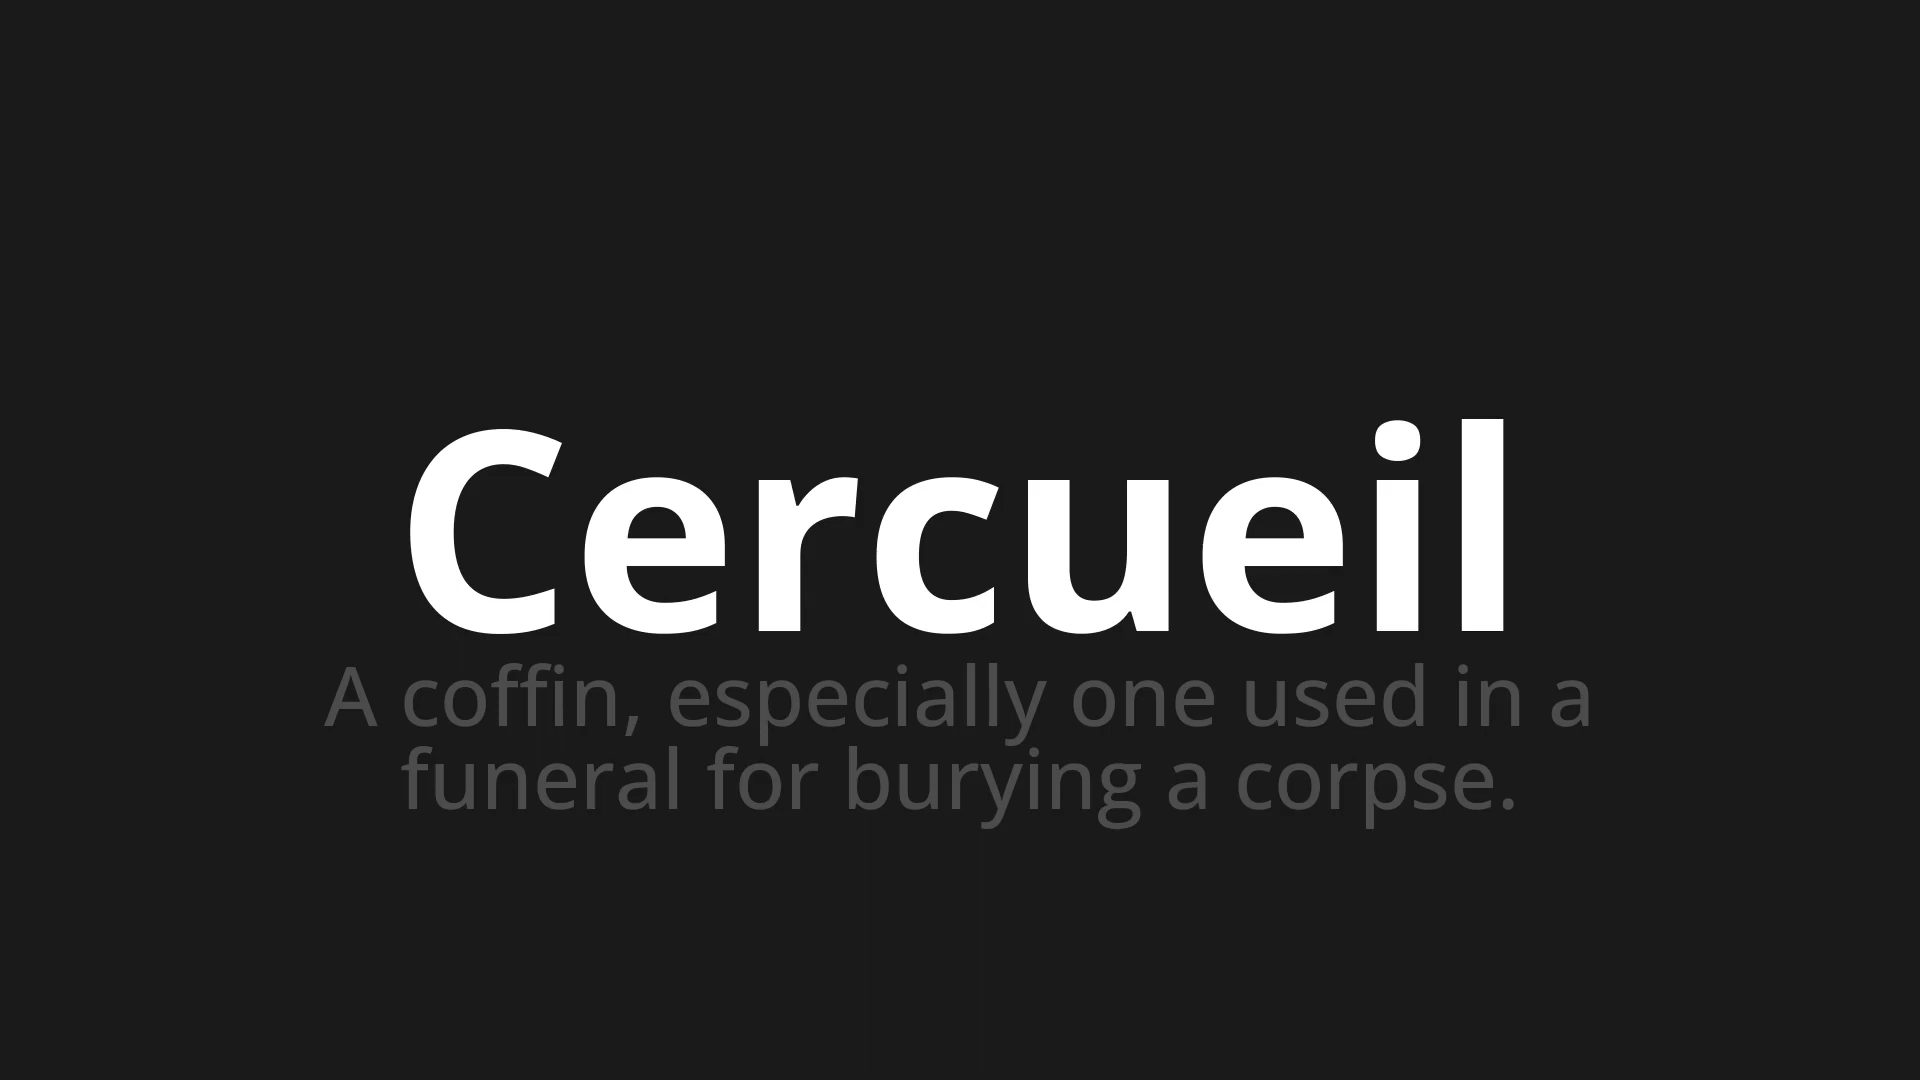 Cercueil
A coffin, especially one used in a
funeral for burying a corpse.